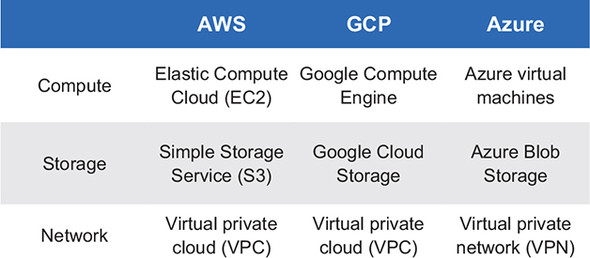 AWS GCP Azure
Compute Elastic Compute Google Compute Azure virtual
Cloud (EC2) Engine machines
Storage Simple Storage Google Cloud Azure Blob
Service (S3) Storage Storage
Network Virtual private Virtual private Virtual private
cloud (VPC) cloud (VPC) network (VPN)